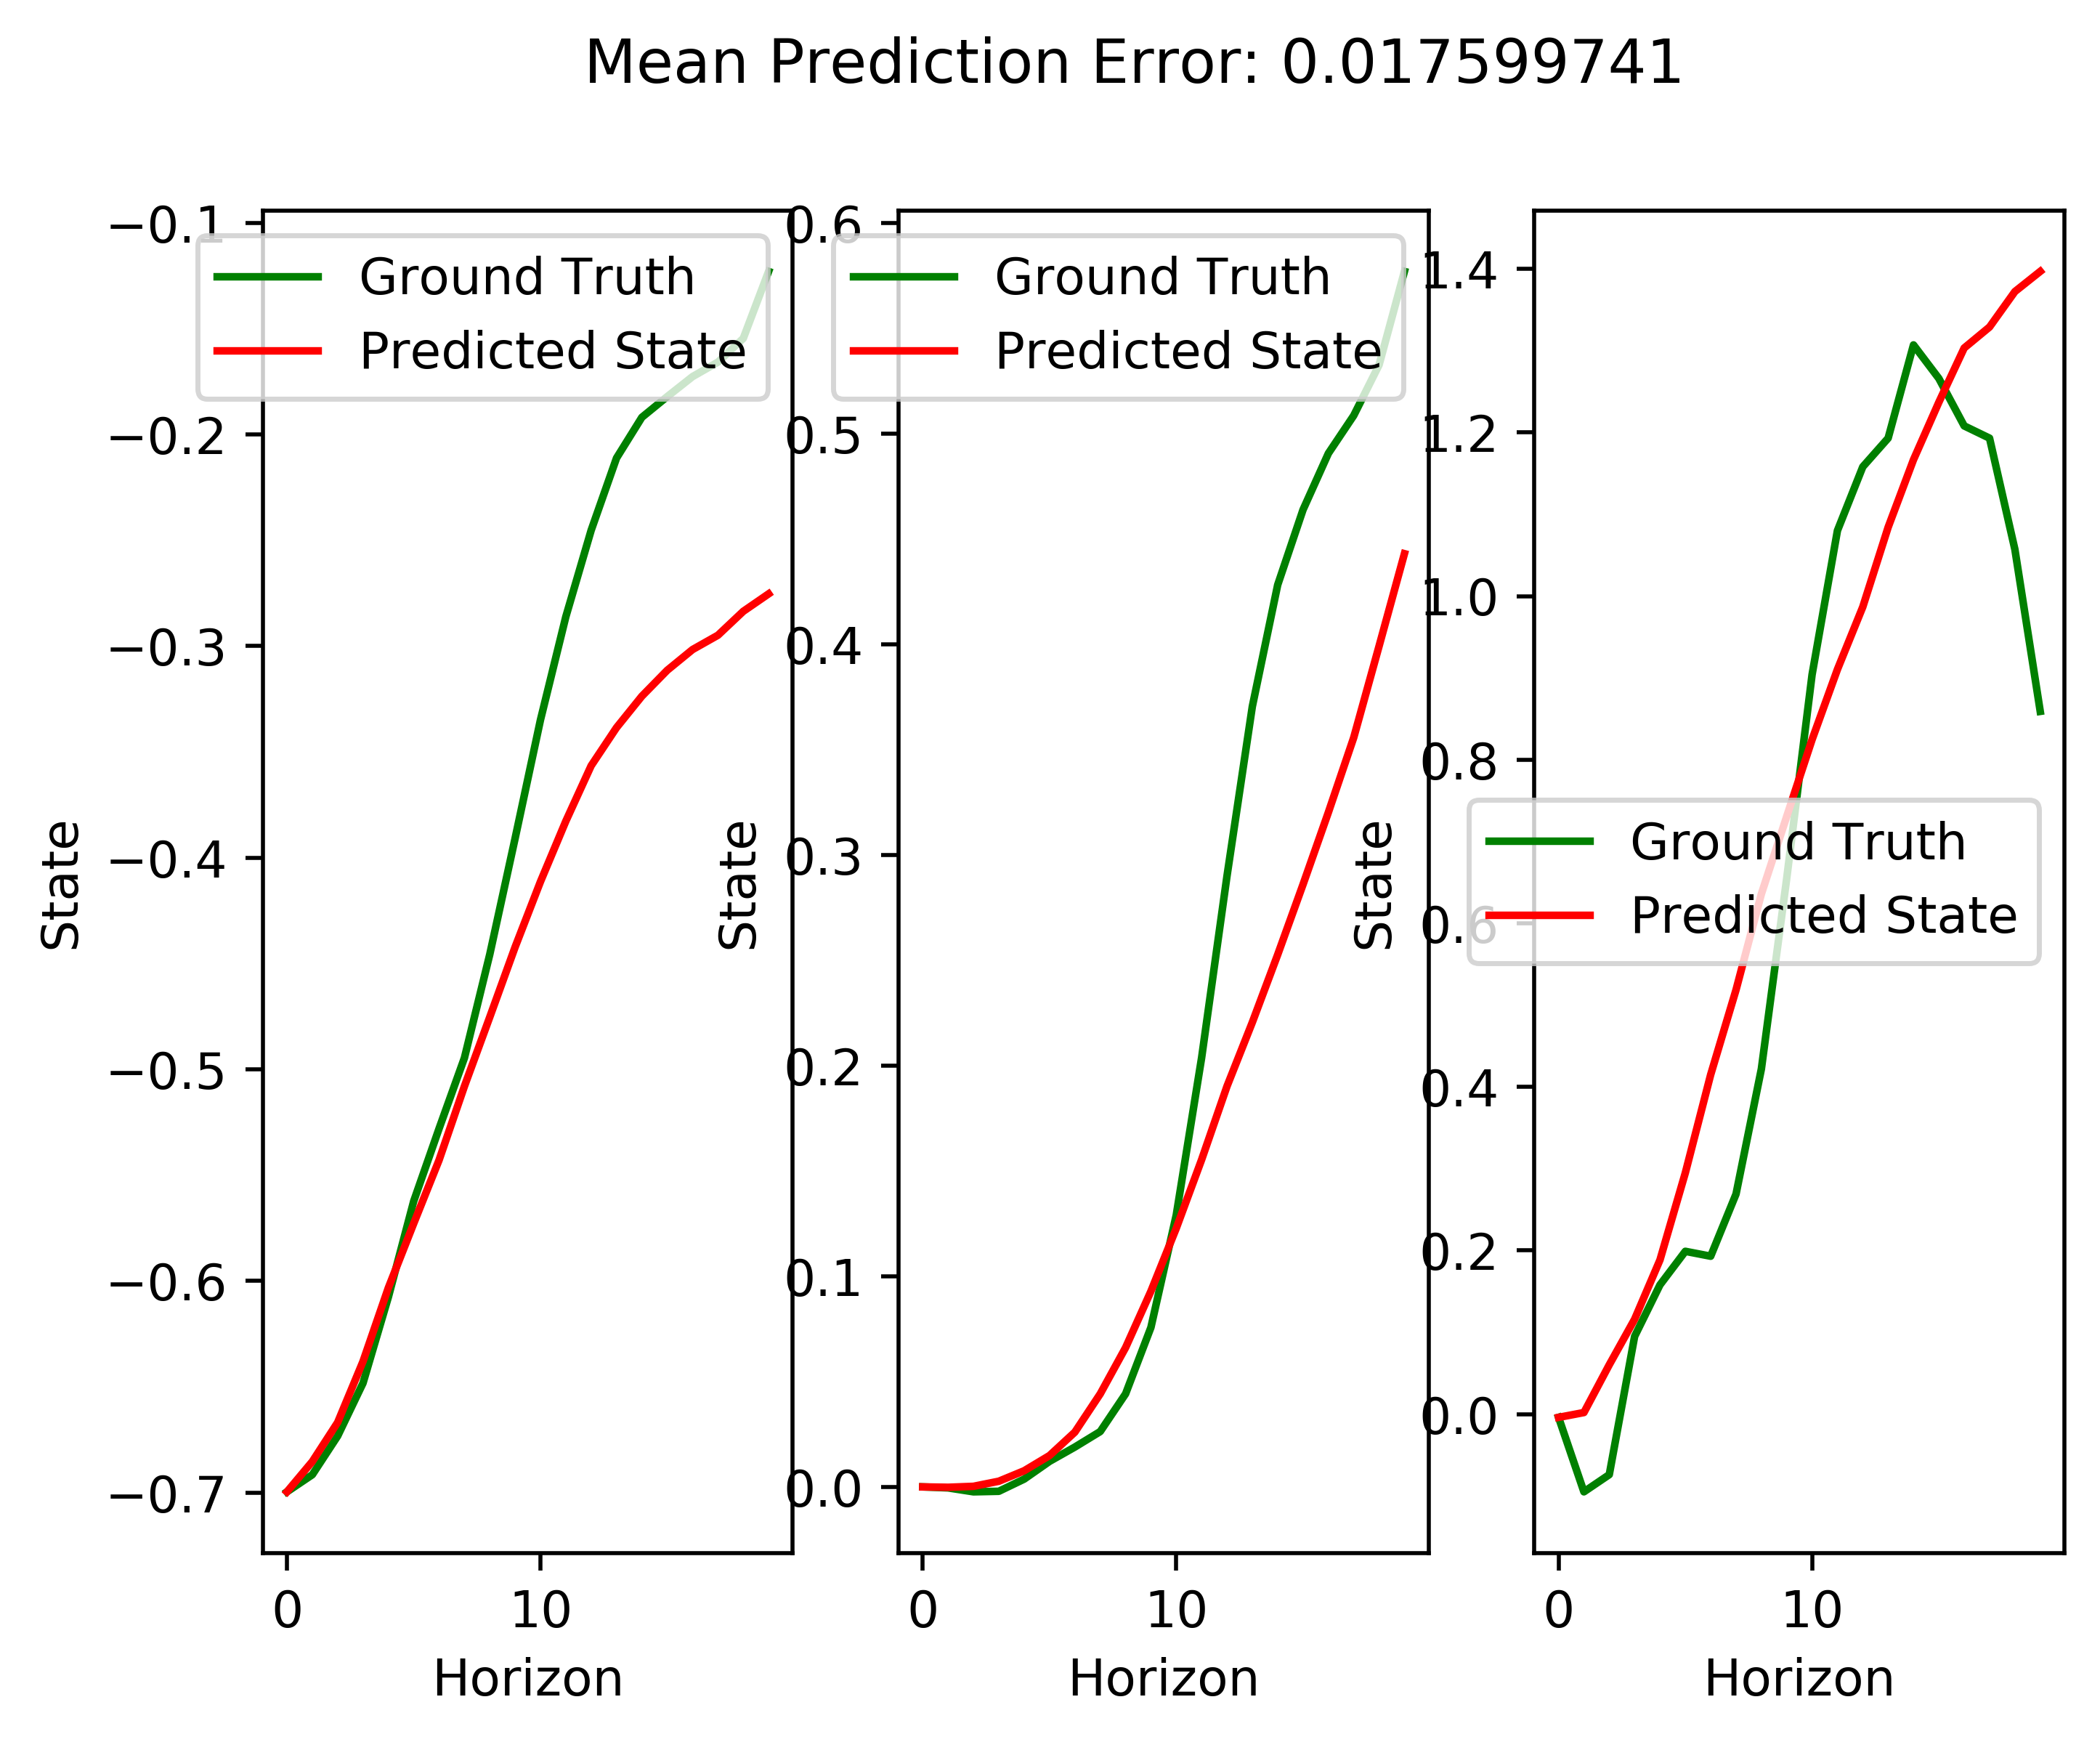 Mean Prediction Error: 0.017599741
−0.1
−0.2
−0.3
−0.4
−0.5
−0.6
−0.7
State
Ground Truth
Predicted State
0 10
Horizon
0.6
0.5
0.4
0.3
0.2
0.1
0.0
State
Ground Truth
Predicted State
0 10
Horizon
1.4
1.2
1.0
0.8
0.6
0.4
0.2
0.0
State
Ground Truth
Predicted State
0 10
Horizon